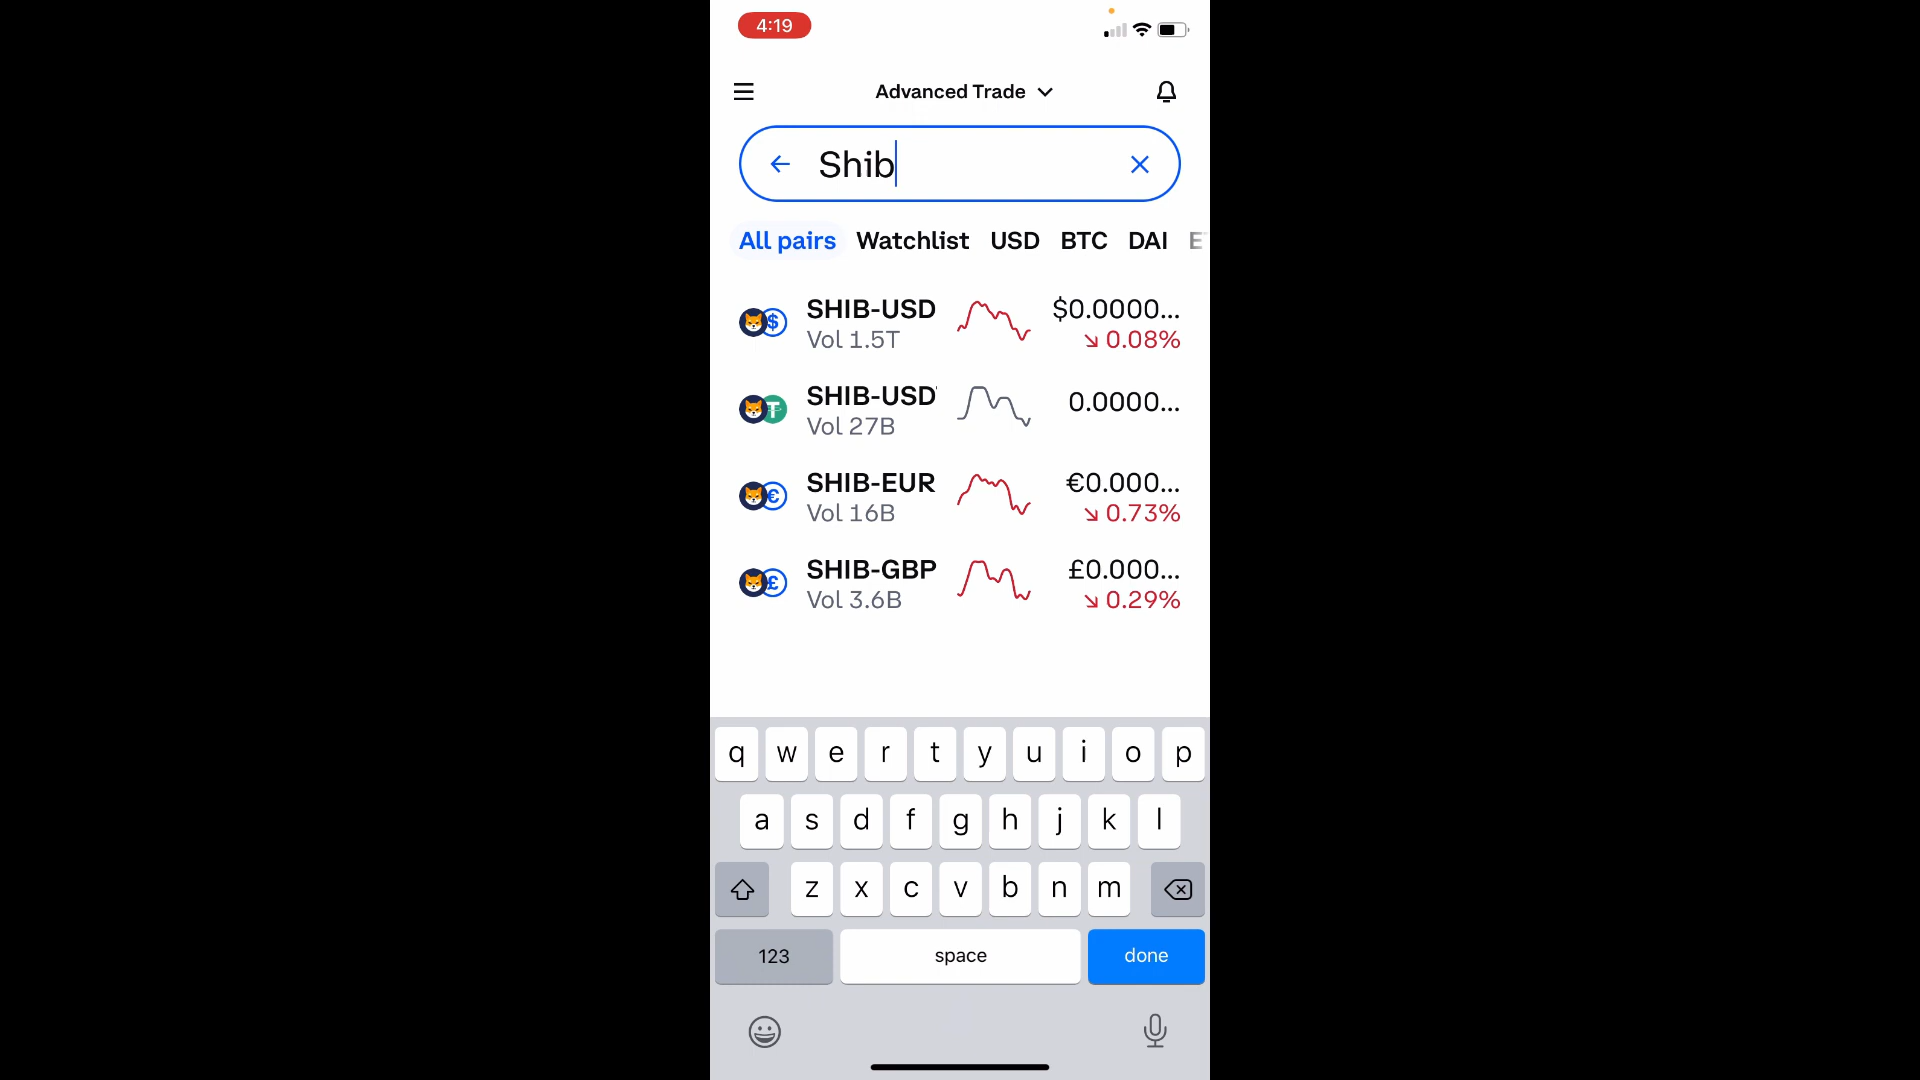 4:19
Advanced Trade
Shib
All pairs Watchlist USD BTC DAI E
SHIB-USD $0.0000...
Vol 1.5T ↘ 0.08%
SHIB-USD 0.0000...
Vol 27B
SHIB-EUR €0.000...
Vol 16B ↘ 0.73%
SHIB-GBP £0.000...
Vol 3.6B ↘ 0.29%
q w e r t y u i o p
a s d f g h j k l
z x c v b n m
123 space done